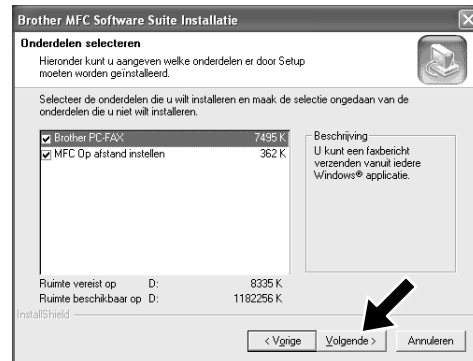 Brother MFC Software Suite Installatie
Onderdelen selecteren
Hieronder kunt u aangeven welke onderdelen er door Setup
moeten worden geïnstalleerd.
Selecteer de onderdelen die u wilt installeren en maak de selectie ongedaan van de
onderdelen die u niet wilt installeren.
Brother PC-FAX 7495 K
MFC Op afstand instellen 362 K
Beschrijving
U kunt een faxbericht
verzenden vanuit iedere
Windows® applicatie.
Ruimte vereist op D: 8335 K
Ruimte beschikbaar op D: 1182256 K
InstallShield
< Vorige
Volgende >
Annuleren